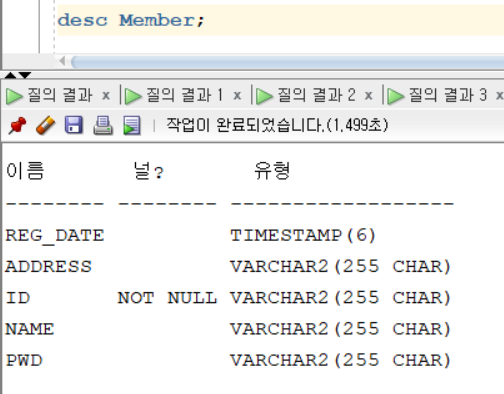 desc Member;
질의 결과 x 질의 결과 1 x 질의 결과 2 x 질의 결과 3 x
작업이 완료되었습니다.(1.499초)
이름 널? 유형
-------- -------- ------------------
REG_DATE TIMESTAMP(6)
ADDRESS VARCHAR2(255 CHAR)
ID NOT NULL VARCHAR2(255 CHAR)
NAME VARCHAR2(255 CHAR)
PWD VARCHAR2(255 CHAR)